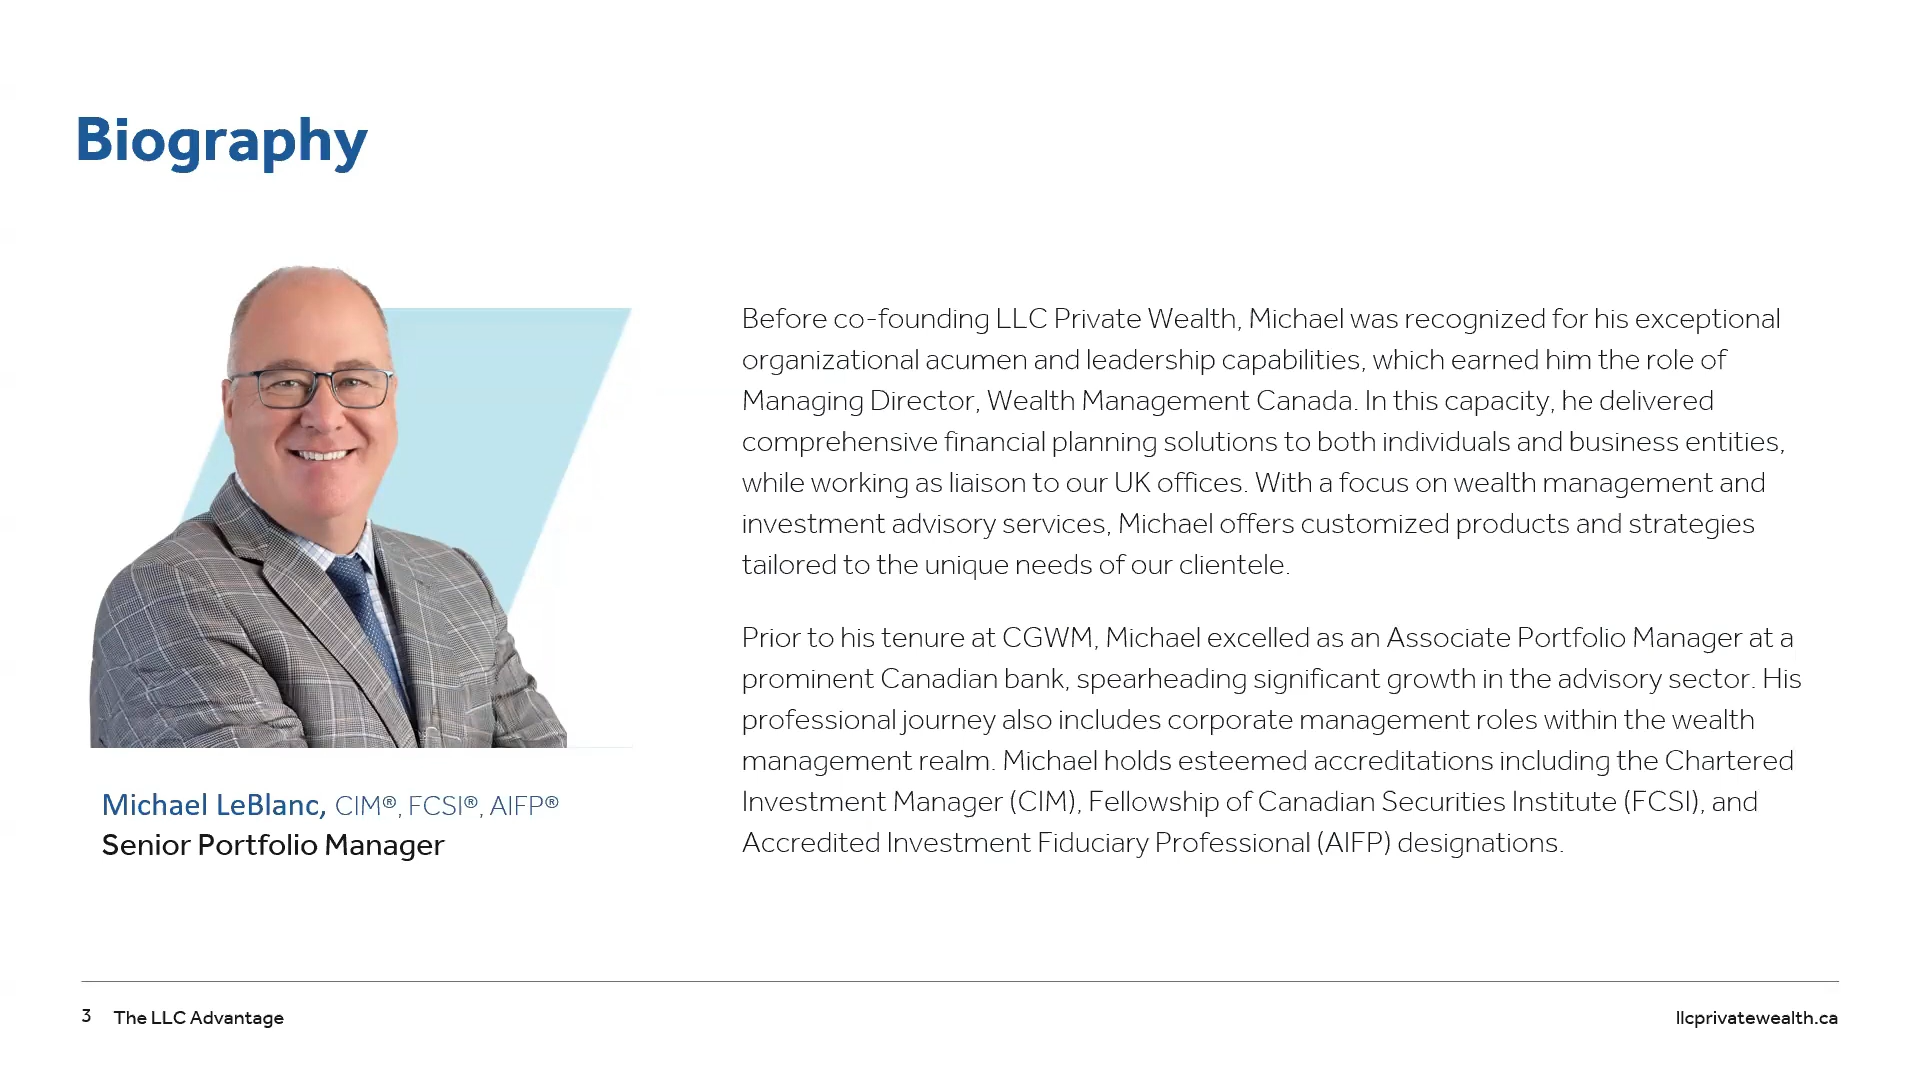 Biography
Before co-founding LLC Private Wealth, Michael was recognized for his exceptional
organizational acumen and leadership capabilities, which earned him the role of
Managing Director, Wealth Management Canada. In this capacity, he delivered
comprehensive financial planning solutions to both individuals and business entities,
while working as liaison to our UK offices. With a focus on wealth management and
investment advisory services, Michael offers customized products and strategies
tailored to the unique needs of our clientele.
Prior to his tenure at CGWM, Michael excelled as an Associate Portfolio Manager at a
prominent Canadian bank, spearheading significant growth in the advisory sector. His
professional journey also includes corporate management roles within the wealth
management realm. Michael holds esteemed accreditations including the Chartered
Investment Manager (CIM), Fellowship of Canadian Securities Institute (FCSI), and
Accredited Investment Fiduciary Professional (AIFP) designations.
Michael LeBlanc, CIM®, FCSI®, AIFP®
Senior Portfolio Manager
3 The LLC Advantage
llcprivatewealth.ca